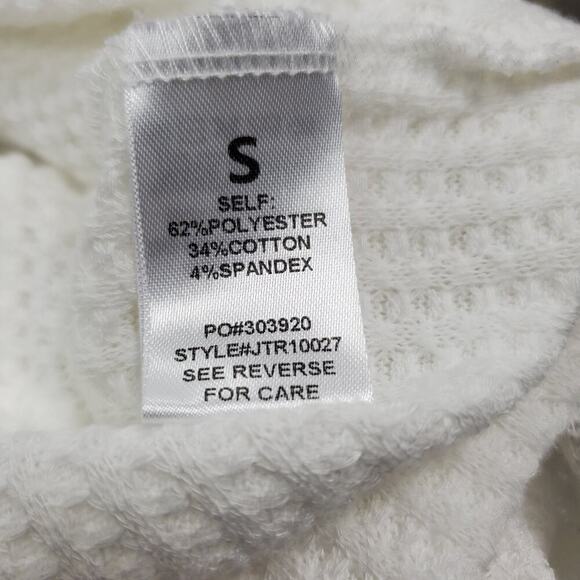 S
SELF:
62%POLYESTER
34%COTTON
4%SPANDEX
PO#303920
STYLE#JTR10027
SEE REVERSE
FOR CARE